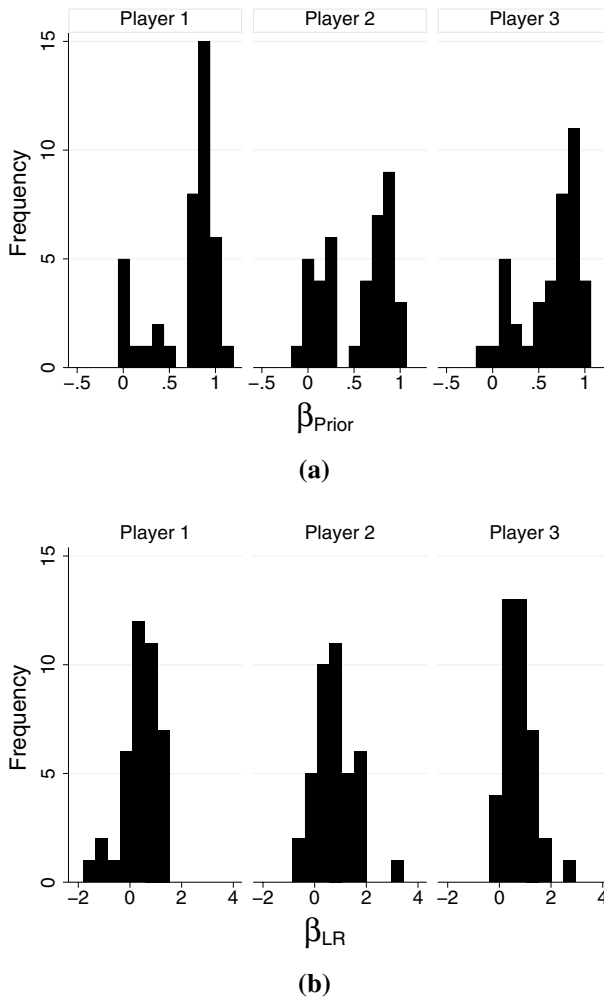 Player 1 Player 2 Player 3
15
10
5
0
Frequency
-.5 0 .5 1 -.5 0 .5 1 -.5 0 .5 1
βPrior
(a)
Player 1 Player 2 Player 3
15
10
5
0
Frequency
-2 0 2 4 -2 0 2 4 -2 0 2 4
βLR
(b)